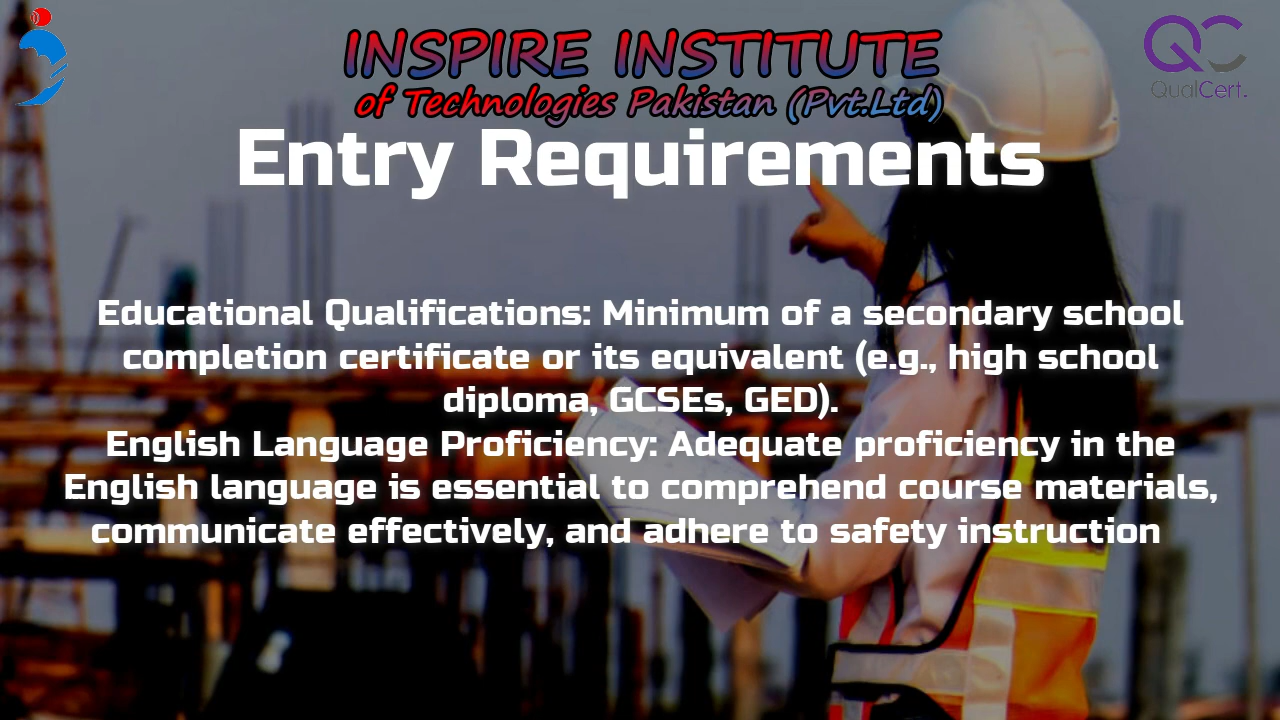 INSPIRE INSTITUTE
of Technologies Pakistan (Pvt.Ltd)
QC
QualCert.
Entry Requirements
Educational Qualifications: Minimum of a secondary school
completion certificate or its equivalent (e.g., high school
diploma, GCSEs, GED).
English Language Proficiency: Adequate proficiency in the
English language is essential to comprehend course materials,
communicate effectively, and adhere to safety instruction